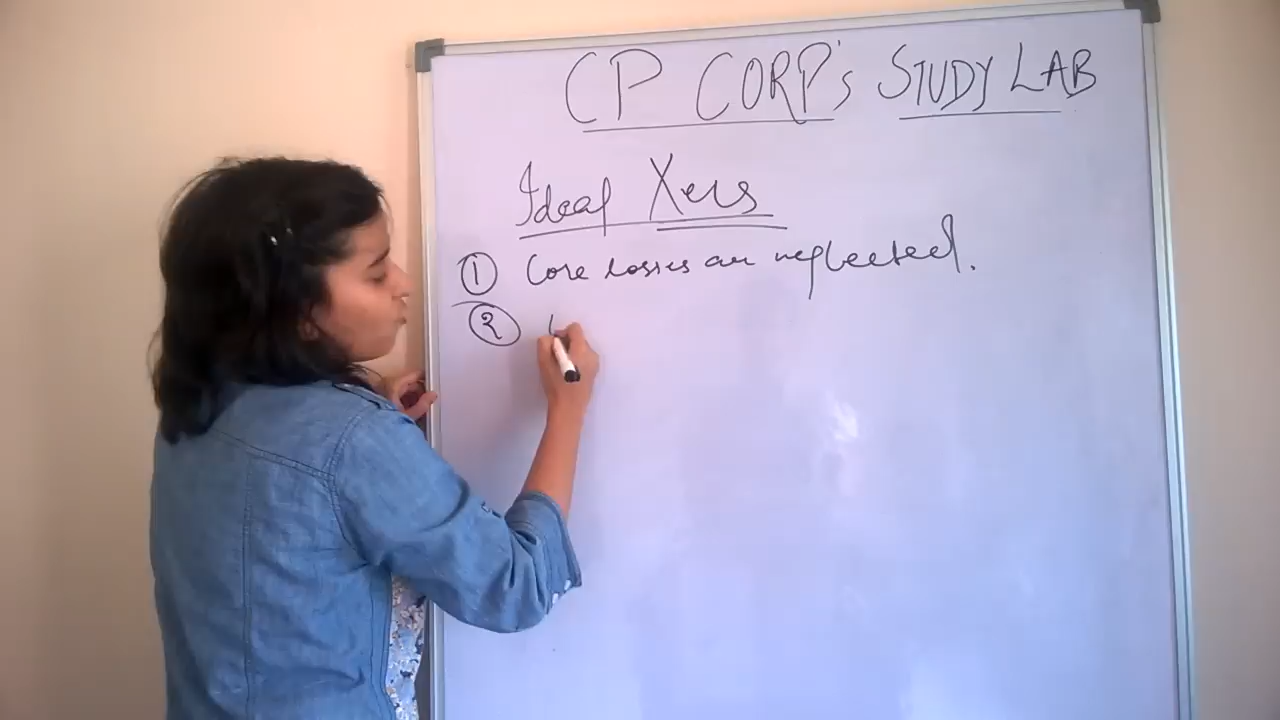 CP CORP's STUDY LAB
Ideal Xers
① Core losses are neglected.
②